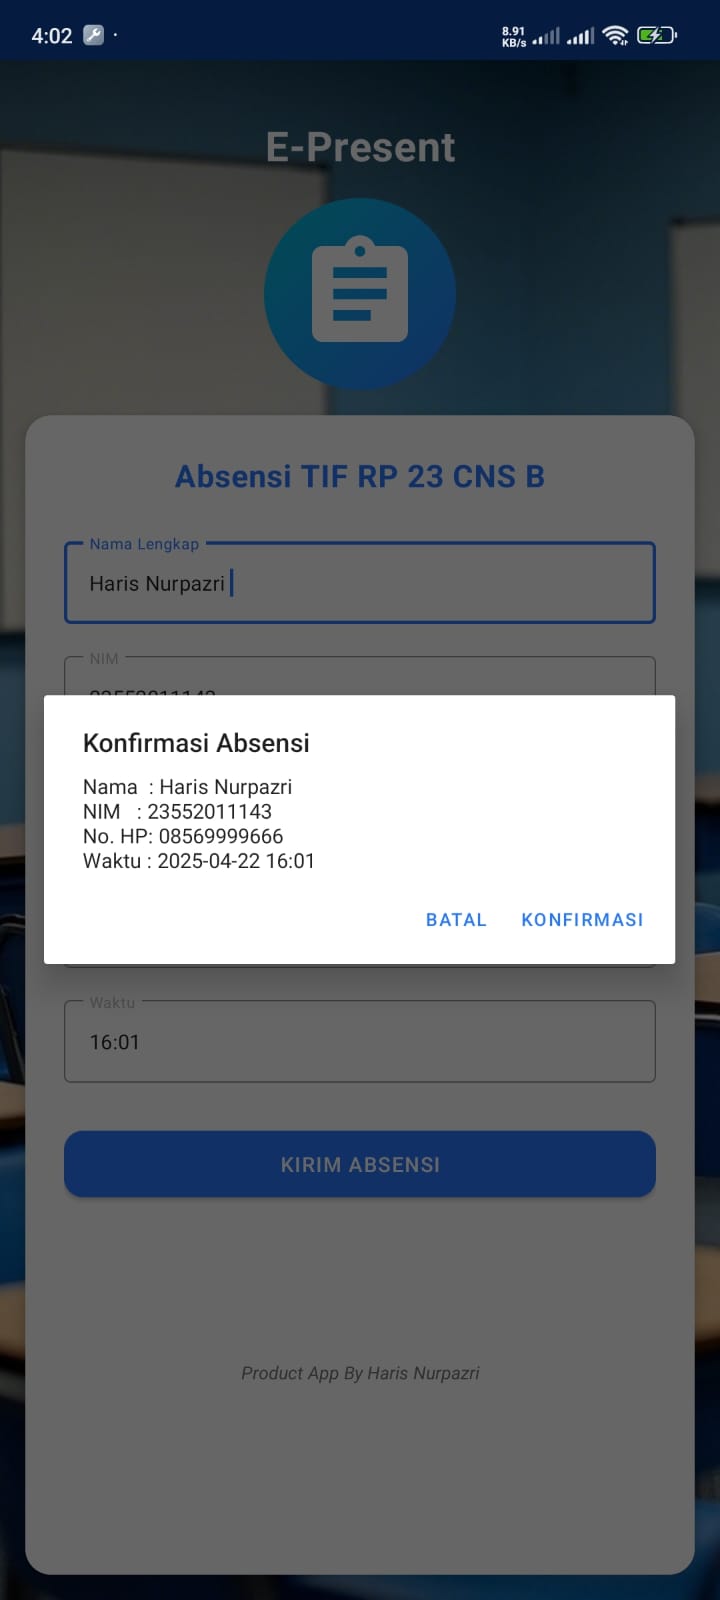 4:02
8.91
KB/s
E-Present
Absensi TIF RP 23 CNS B
Nama Lengkap
Haris Nurpazri
NIM
Konfirmasi Absensi
Nama : Haris Nurpazri
NIM : 23552011143
No. HP: 08569999666
Waktu : 2025-04-22 16:01
BATAL KONFIRMASI
Waktu
16:01
KIRIM ABSENSI
Product App By Haris Nurpazri